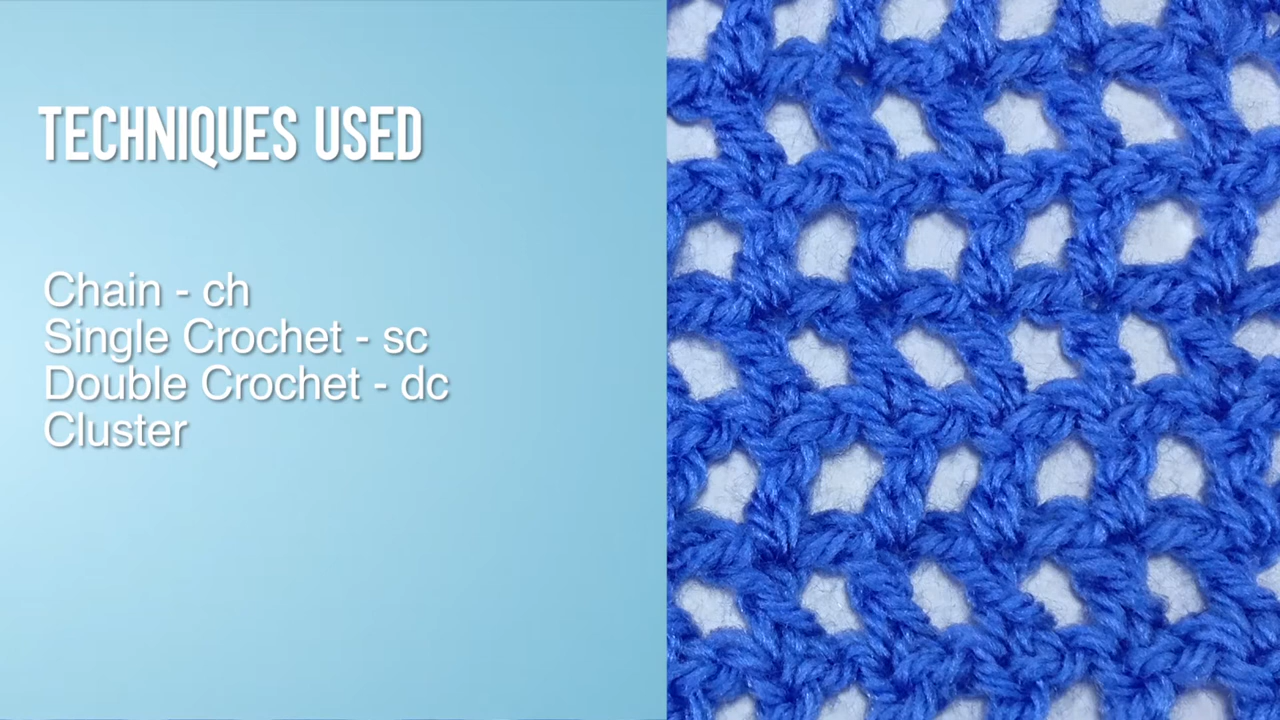 TECHNIQUES USED
Chain - ch
Single Crochet - sc
Double Crochet - dc
Cluster